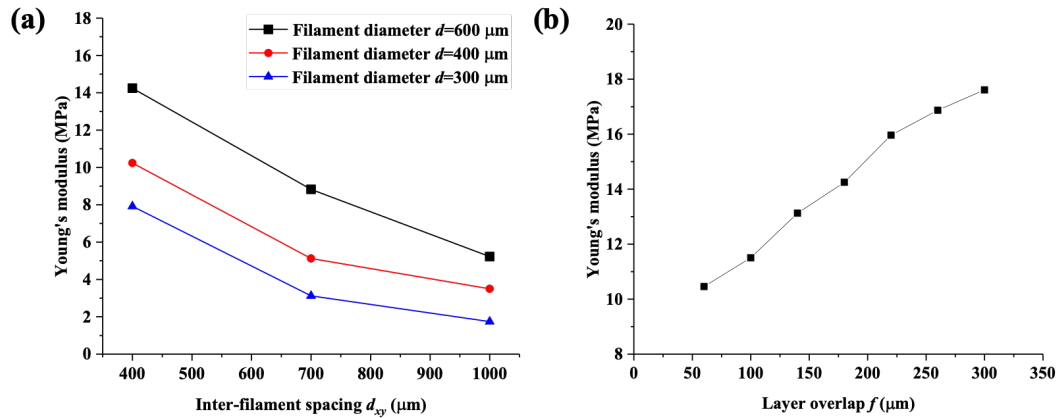 (a)
18
16
14
12
10
8
6
4
2
0
Young's modulus (MPa)
Filament diameter d=600 μm
Filament diameter d=400 μm
Filament diameter d=300 μm
400 500 600 700 800 900 1000
Inter-filament spacing dxy (μm)
(b)
20
18
16
14
12
10
8
Young's modulus (MPa)
0 50 100 150 200 250 300 350
Layer overlap f (μm)